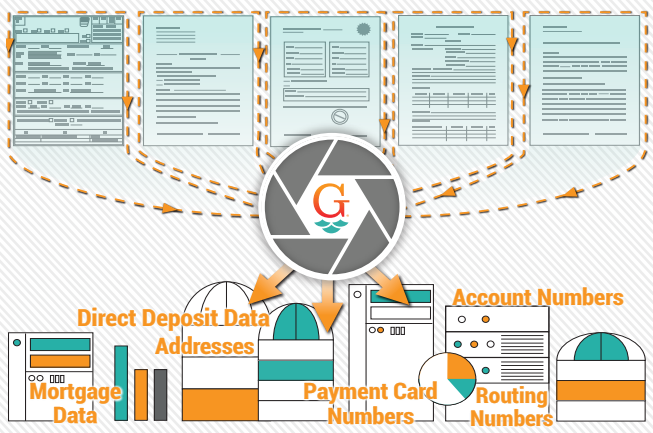 G
Direct Deposit Data
Addresses
Account Numbers
Mortgage
Data
Payment Card
Numbers
Routing
Numbers